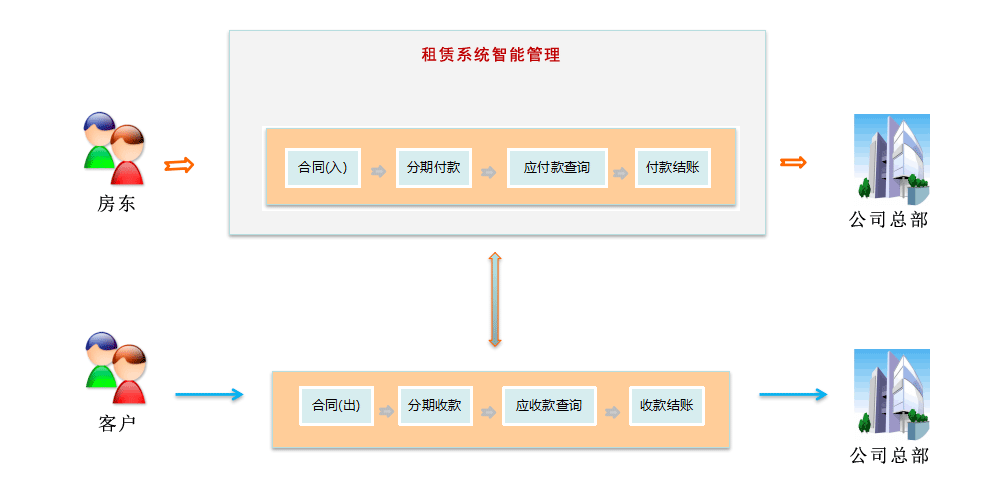 租赁系统智能管理
合同(入)
分期付款
应付款查询
付款结账
房东
公司总部
合同(出)
分期收款
应收款查询
收款结账
客户
公司总部